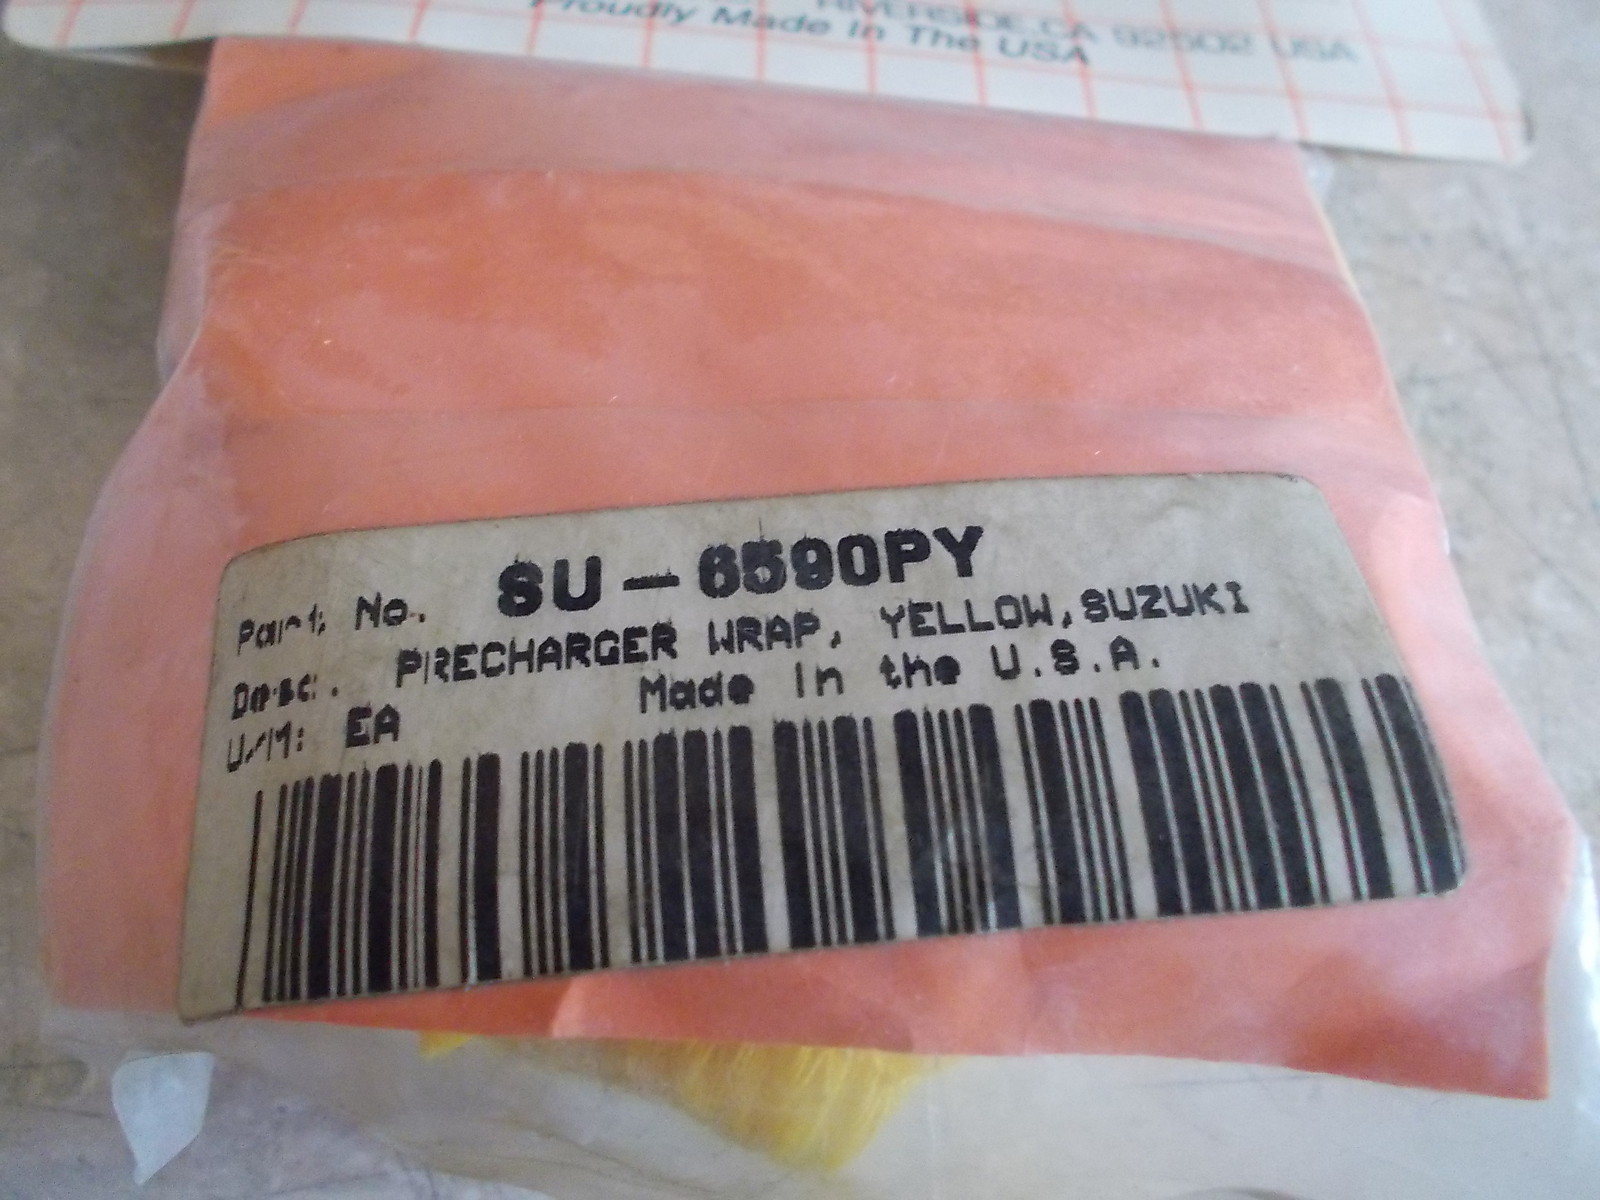 RIVERSIDE, CA 92502 USA
Proudly Made In The USA
Part No. SU-6590PY
Desc. PRECHARGER WRAP, YELLOW,SUZUKI
U/M: EA Made in the U.S.A.